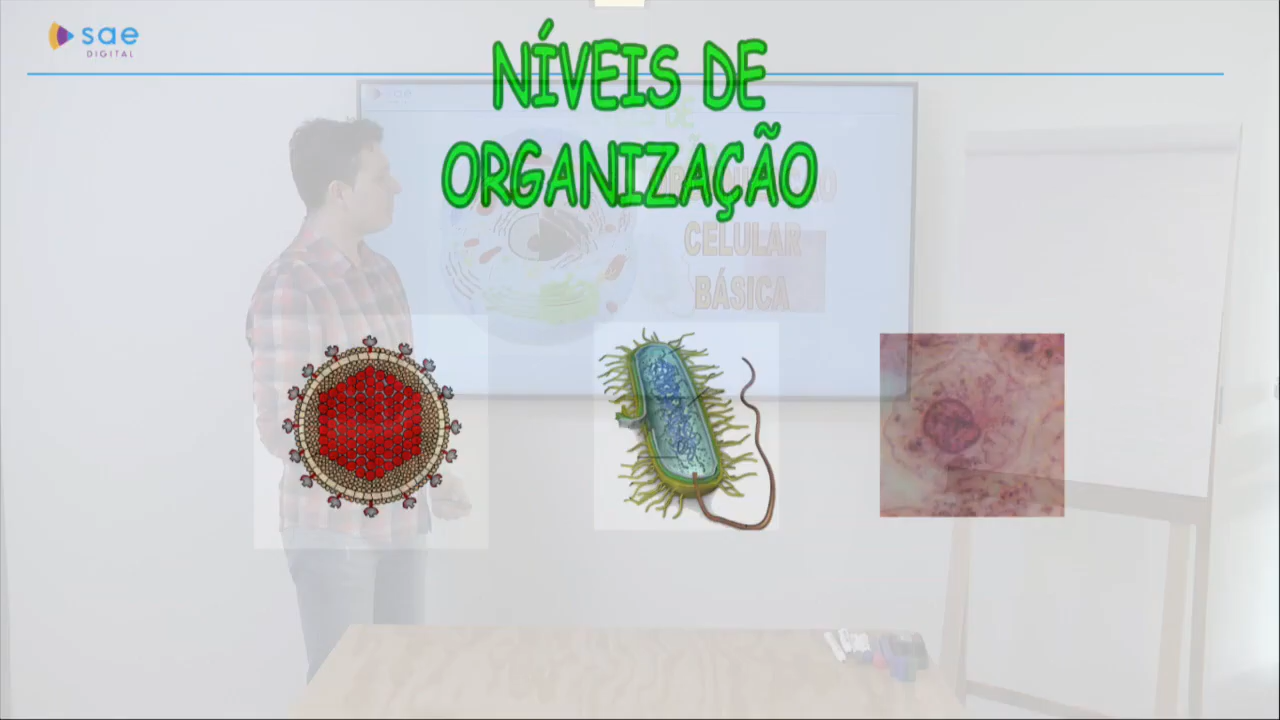 sae
DIGITAL
NÍVEIS DE
ORGANIZAÇÃO
CELULAR
BÁSICA